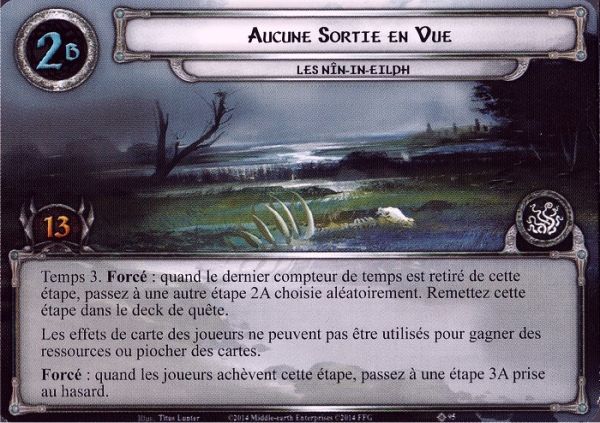 2B
AUCUNE SORTIE EN VUE
LES NÎN-IN-EILPH
13
Temps 3. Forcé : quand le dernier compteur de temps est retiré de cette
étape, passez à une autre étape 2A choisie aléatoirement. Remettez cette
étape dans le deck de quête.
Les effets de carte des joueurs ne peuvent pas être utilisés pour gagner des
ressources ou piocher des cartes.
Forcé : quand les joueurs achèvent cette étape, passez à une étape 3A prise
au hasard.
Illus. Titus Lunter ©2014 Middle-earth Enterprises ©2014 FFG 95